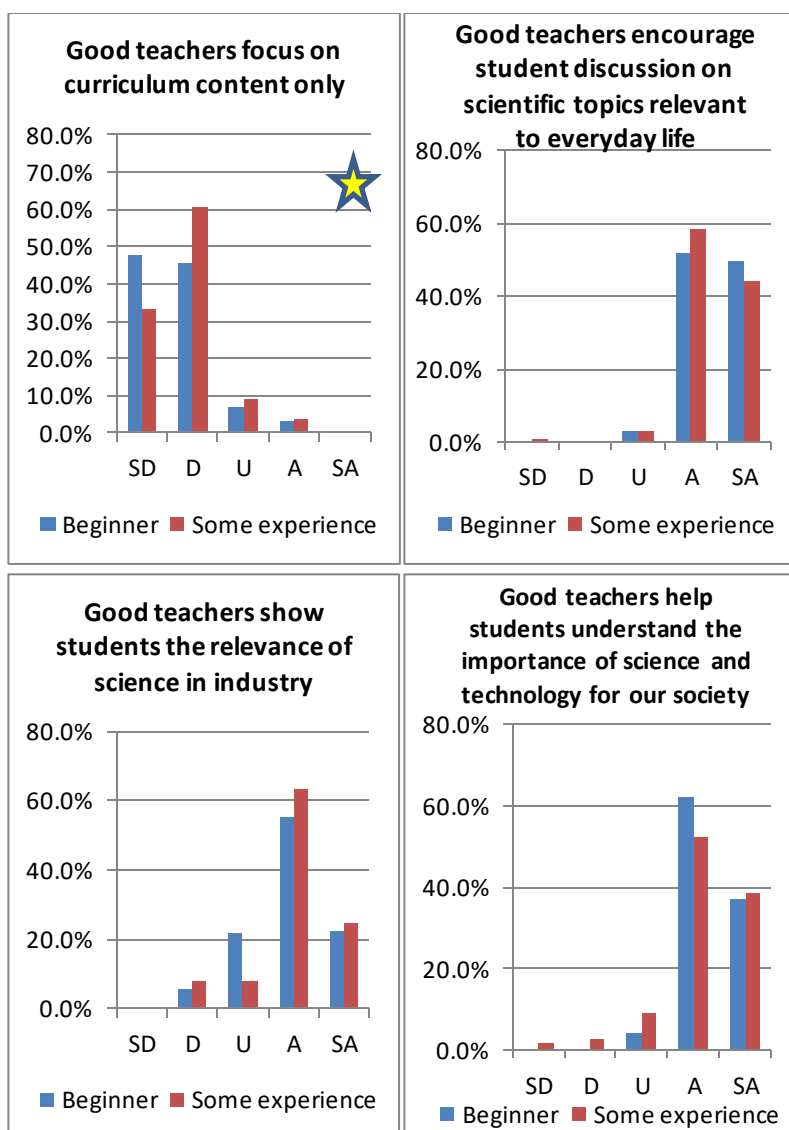 Good teachers focus on
curriculum content only
80.0%
70.0%
60.0%
50.0%
40.0%
30.0%
20.0%
10.0%
0.0%
SD D U A SA
Beginner Some experience
Good teachers encourage
student discussion on
scientific topics relevant
to everyday life
80.0%
60.0%
40.0%
20.0%
0.0%
SD D U A SA
Beginner Some experience
Good teachers show
students the relevance of
science in industry
80.0%
60.0%
40.0%
20.0%
0.0%
SD D U A SA
Beginner Some experience
Good teachers help
students understand the
importance of science and
technology for our society
80.0%
60.0%
40.0%
20.0%
0.0%
SD D U A SA
Beginner Some experience